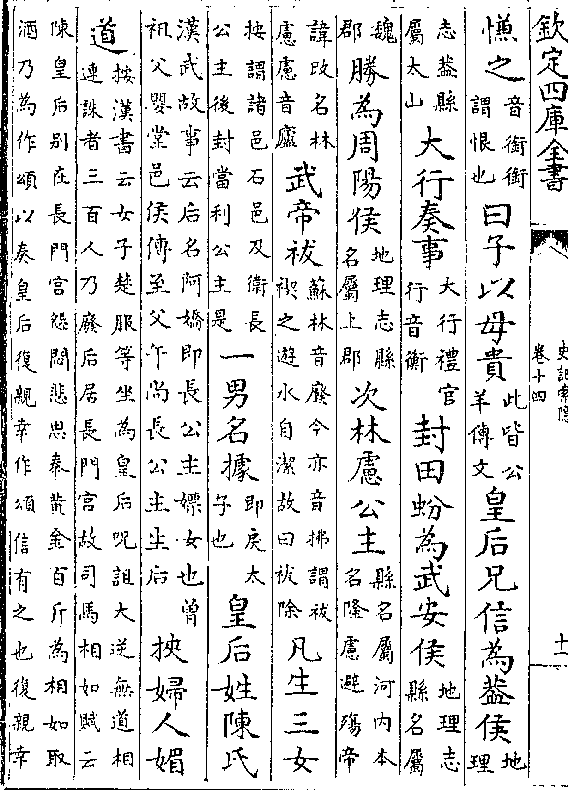 欽定四庫全書 史記索隱 卷十四 十一
慊之音銜銜謂恨也曰子以母貴此皆公羊傳文皇后兄信為蓋侯地理
志蓋縣屬太山大行奏事大行禮官行音衡封田蚡為武安侯地理志縣名屬
魏郡勝為周陽侯地理志縣名屬上郡次林慮公主縣名屬河内本名隆慮避殤帝
諱改名林慮慮音廬武帝祓蘇林音廢今亦音拂謂祓禊之遊水自潔故曰祓除凡生三女
按謂諸邑石邑及衛長公主後封當利公主是一男名據即戾太子也皇后姓陳氏
漢武故事云后名阿嬌即長公主嫖女也曾祖父嬰堂邑侯傳至父午尚長公主生后挾婦人媚
道按漢書云女子楚服等坐為皇后呪詛大逆無道相連誅者三百人乃廢后居長門宫故司馬相如賦云
陳皇后别在長門宫怨悶悲思奉黄金百斤為相如取酒乃為作頌以奏皇后復親幸作頌信有之也復親幸